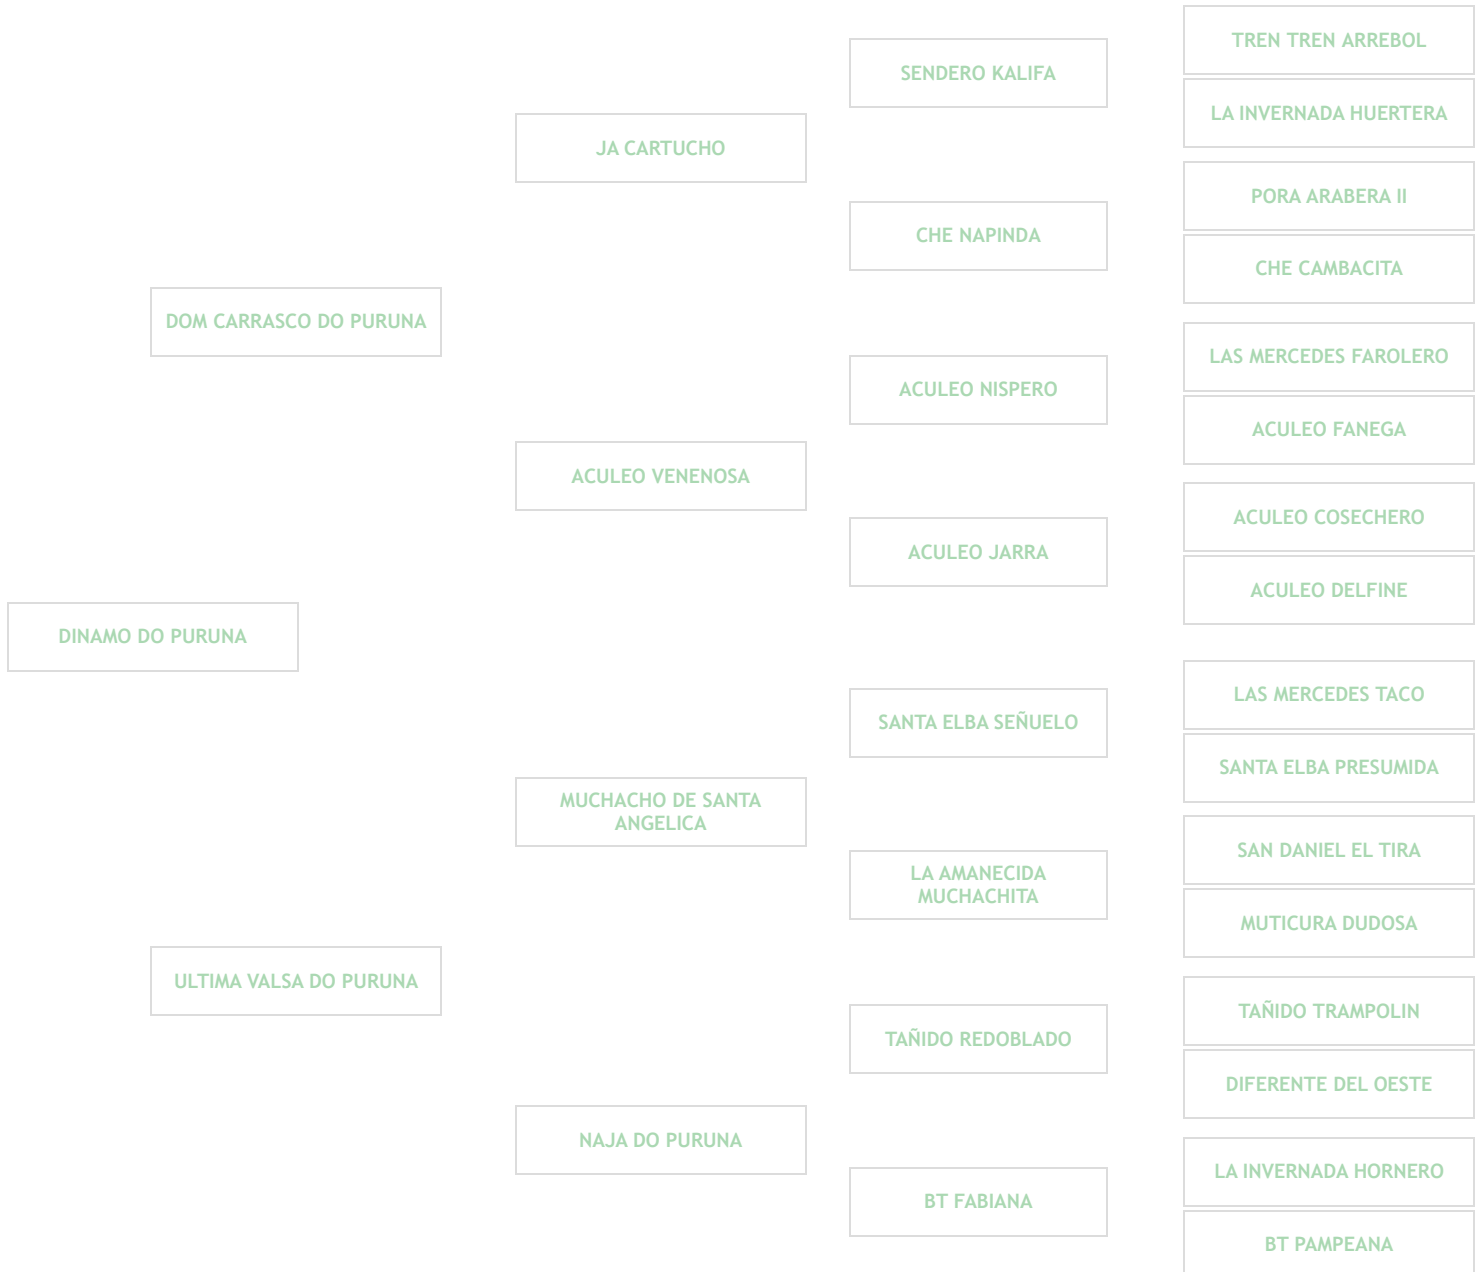 TREN TREN ARREBOL
SENDERO KALIFA
LA INVERNADA HUERTERA
JA CARTUCHO
PORA ARABERA II
CHE NAPINDA
CHE CAMBACITA
DOM CARRASCO DO PURUNA
LAS MERCEDES FAROLERO
ACULEO NISPERO
ACULEO FANEGA
ACULEO VENENOSA
ACULEO COSECHERO
ACULEO JARRA
ACULEO DELFINE
DINAMO DO PURUNA
LAS MERCEDES TACO
SANTA ELBA SEÑUELO
SANTA ELBA PRESUMIDA
MUCHACHO DE SANTA
ANGELICA
SAN DANIEL EL TIRA
LA AMANECIDA
MUCHACHITA
MUTICURA DUDOSA
ULTIMA VALSA DO PURUNA
TAÑIDO TRAMPOLIN
TAÑIDO REDOBLADO
DIFERENTE DEL OESTE
NAJA DO PURUNA
LA INVERNADA HORNERO
BT FABIANA
BT PAMPEANA